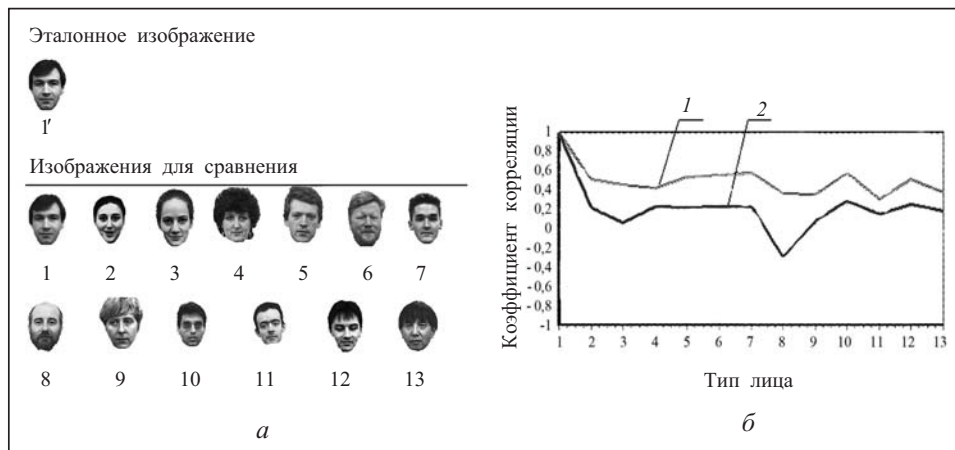 Эталонное изображение
1′
Изображения для сравнения
1 2 3 4 5 6 7
8 9 10 11 12 13
а
Коэффициент корреляции
1 2
1
0,8
0,6
0,4
0,2
0
- 0,2
- 0,4
- 0,6
- 0,8
-1
1 2 3 4 5 6 7 8 9 10 11 12 13
Тип лица
б